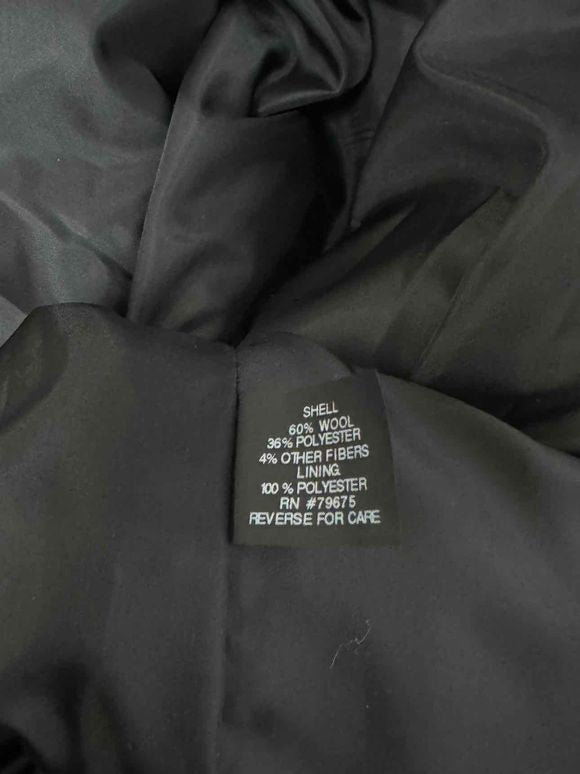 SHELL
60% WOOL
36% POLYESTER
4% OTHER FIBERS
LINING
100 % POLYESTER
RN #79675
REVERSE FOR CARE